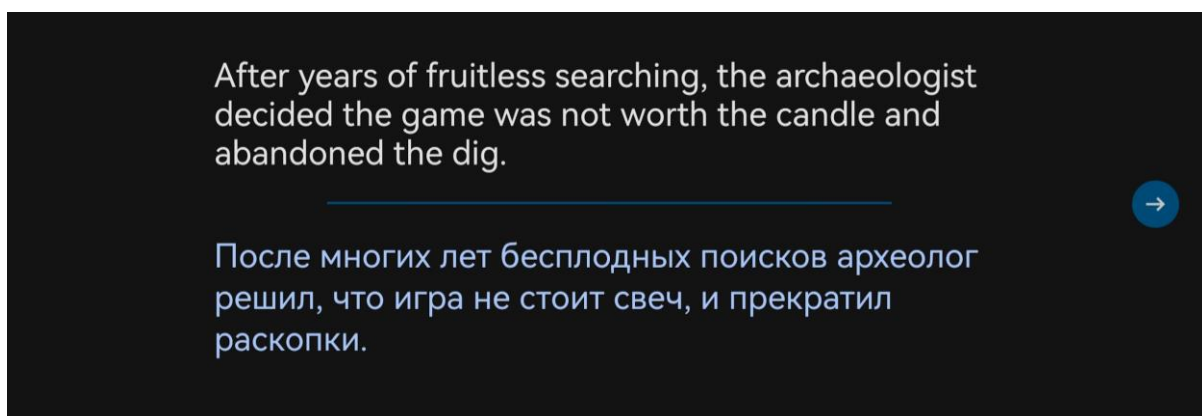 After years of fruitless searching, the archaeologist
decided the game was not worth the candle and
abandoned the dig.
После многих лет бесплодных поисков археолог
решил, что игра не стоит свеч, и прекратил
раскопки.